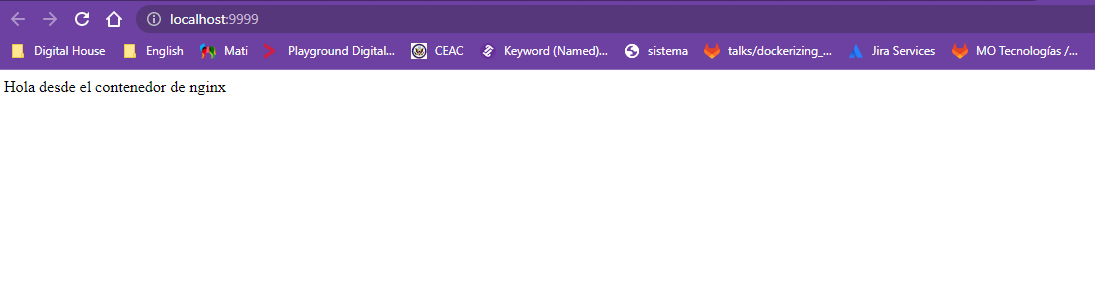 localhost:9999
Digital House English Mati Playground Digital... CEAC Keyword (Named)... sistema talks/dockerizing_... Jira Services MO Tecnologías /...
Hola desde el contenedor de nginx